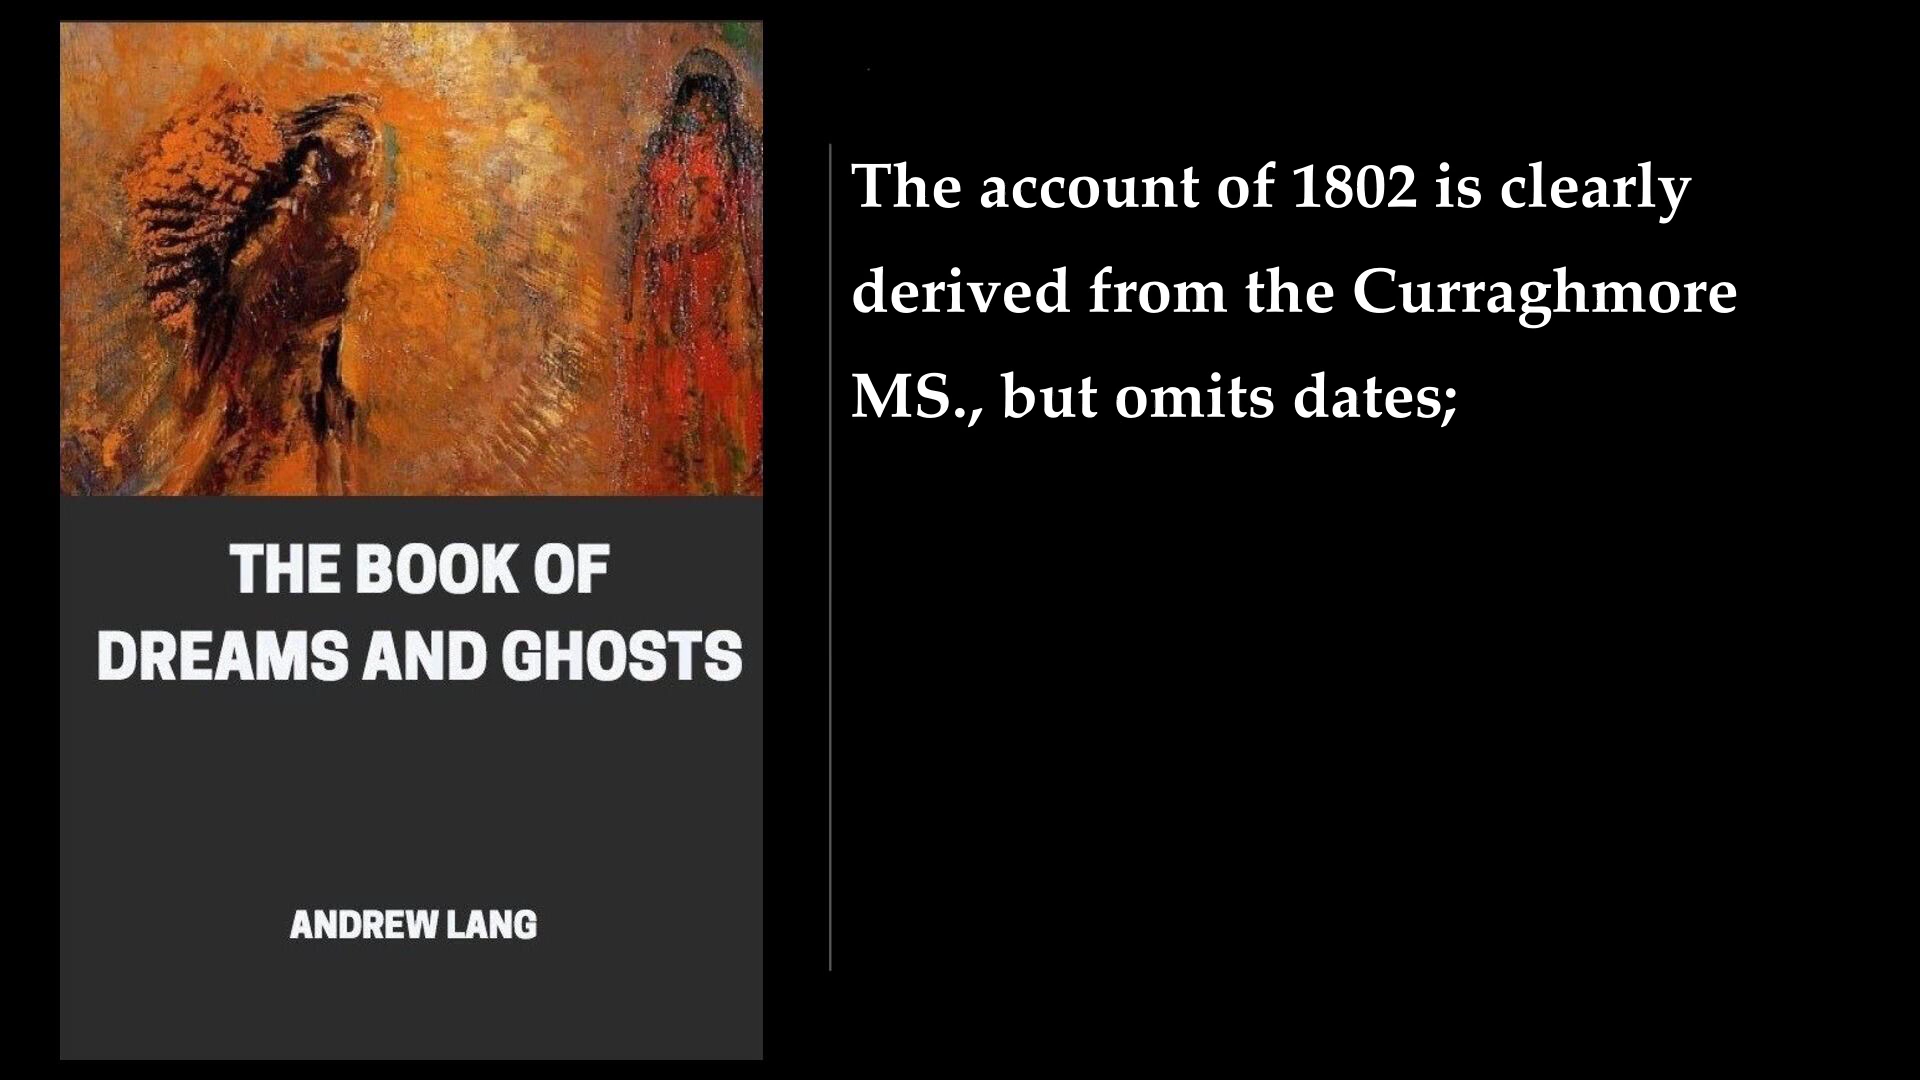 THE BOOK OF
DREAMS AND GHOSTS
ANDREW LANG
The account of 1802 is clearly
derived from the Curraghmore
MS., but omits dates;